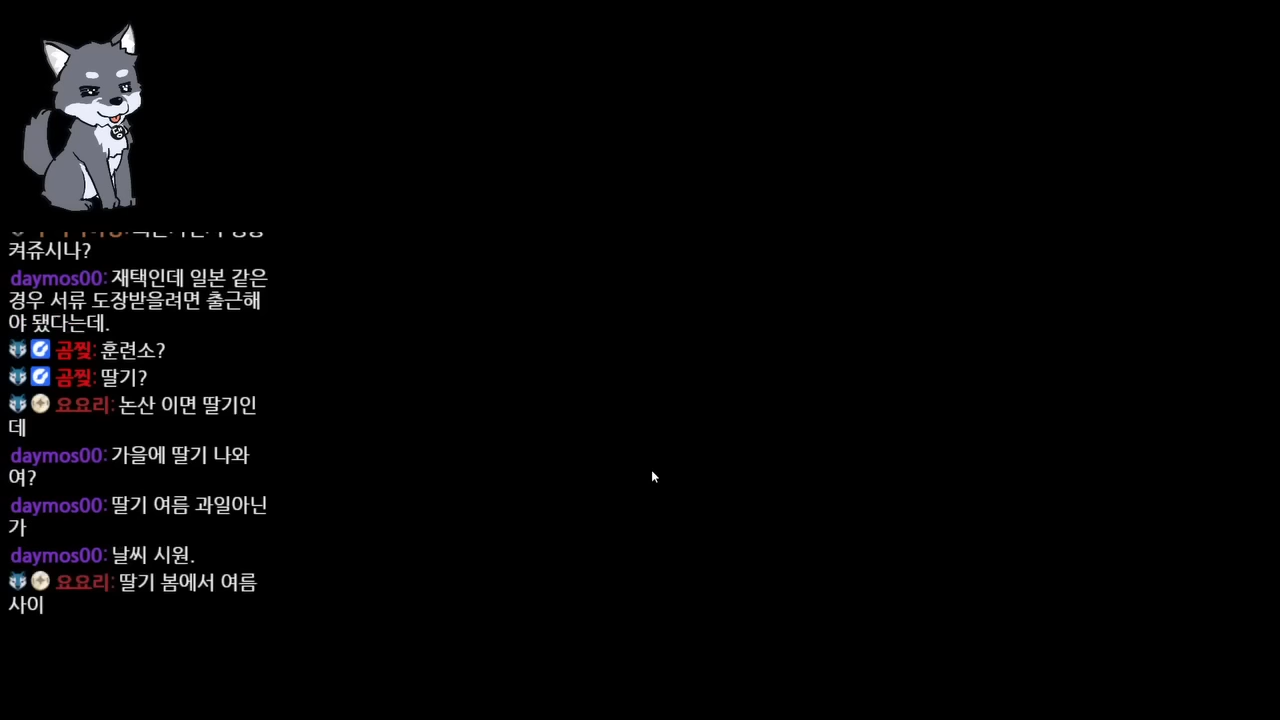 켜쥬시나?
daymos00: 재택인데 일본 같은
경우 서류 도장받을려면 출근해
야 됐다는데.
곰찢: 훈련소?
곰찢: 딸기?
요요리: 논산 이면 딸기인
데
daymos00: 가을에 딸기 나와
여?
daymos00: 딸기 여름 과일아닌
가
daymos00: 날씨 시원.
요요리: 딸기 봄에서 여름
사이